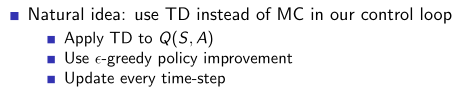 Natural idea: use TD instead of MC in our control loop
Apply TD to Q(S, A)
Use ϵ-greedy policy improvement
Update every time-step